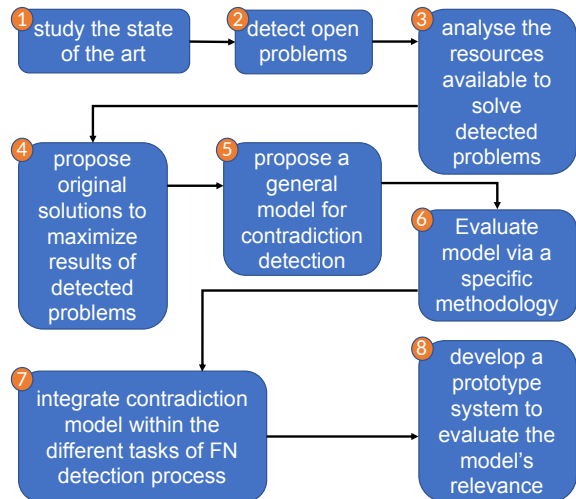 1
study the state
of the art
2
detect open
problems
3
analyse the
resources
available to
solve
detected
problems
4
propose
original
solutions to
maximize
results of
detected
problems
5
propose a
general
model for
contradiction
detection
6
Evaluate
model via a
specific
methodology
7
integrate contradiction
model within the
different tasks of FN
detection process
8
develop a
prototype
system to
evaluate the
model's
relevance